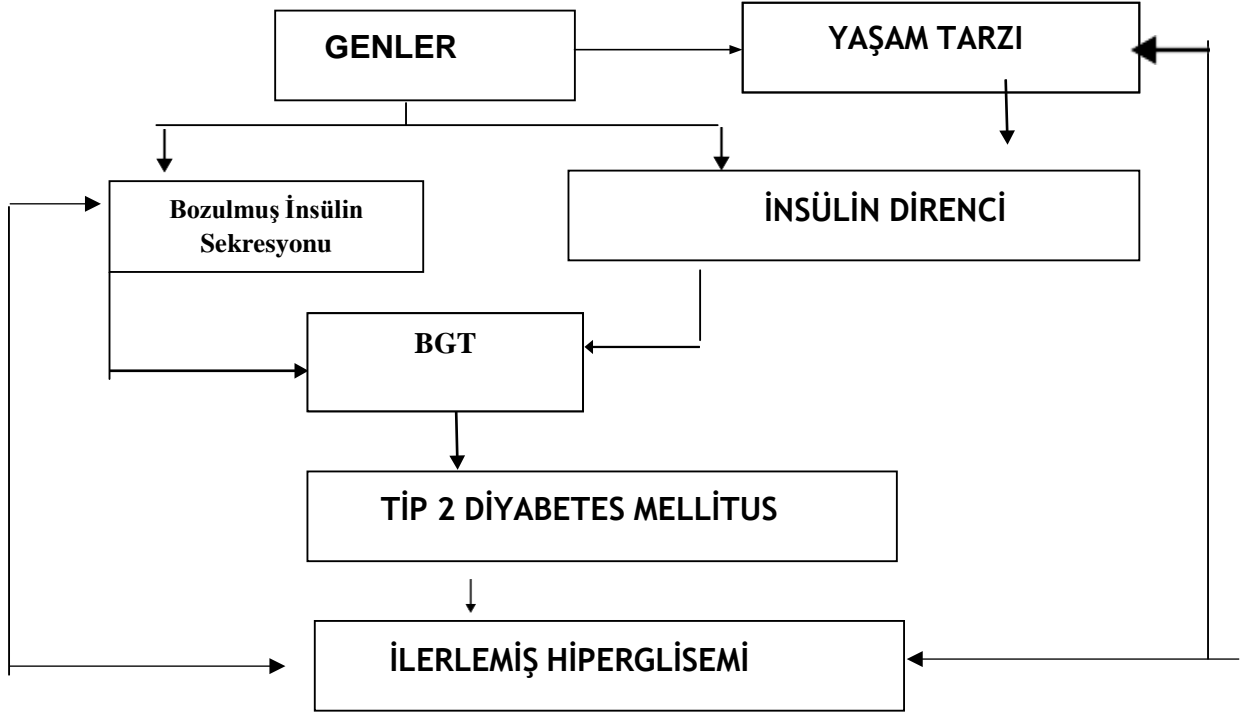 GENLER
YAŞAM TARZI
Bozulmuş İnsülin
Sekresyonu
İNSÜLİN DİRENCİ
BGT
TİP 2 DİYABETES MELLİTUS
İLERLEMİŞ HİPERGLİSEMİ